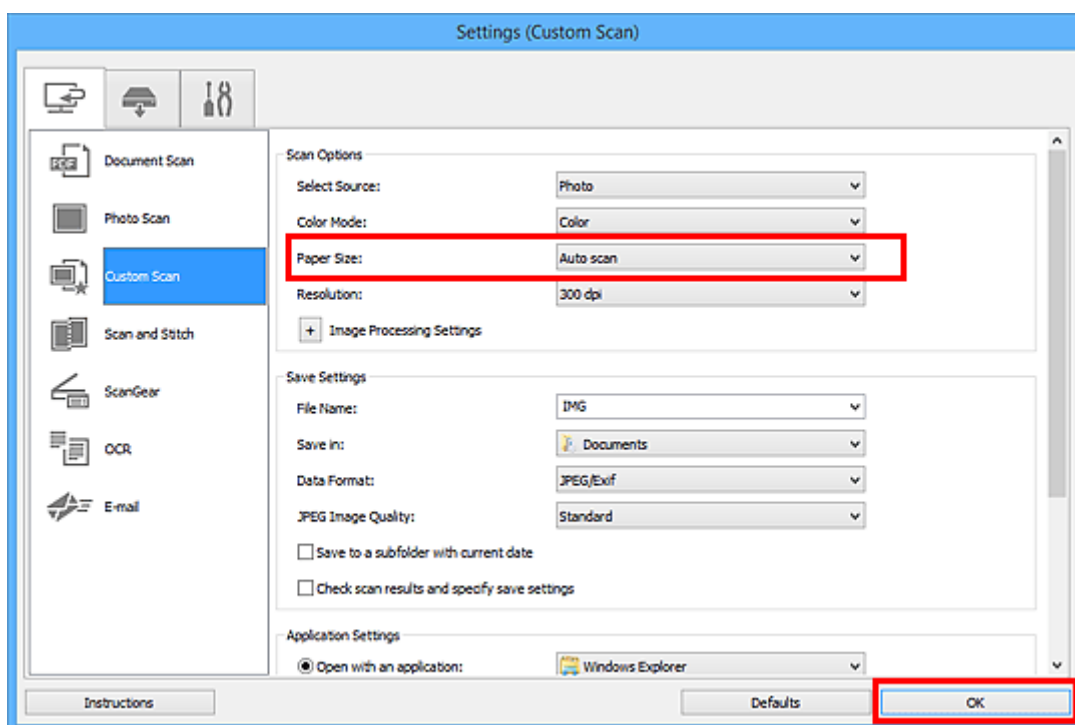 Settings (Custom Scan)
PDF
Document Scan
Photo Scan
Custom Scan
Scan and Stitch
ScanGear
OCR
E-mail
Scan Options
Select Source: Photo
Color Mode: Color
Paper Size: Auto scan
Resolution: 300 dpi
+ Image Processing Settings
Save Settings
File Name: IMG
Save in: Documents
Data Format: JPEG/Exif
JPEG Image Quality: Standard
Save to a subfolder with current date
Check scan results and specify save settings
Application Settings
Open with an application: Windows Explorer
Instructions Defaults OK